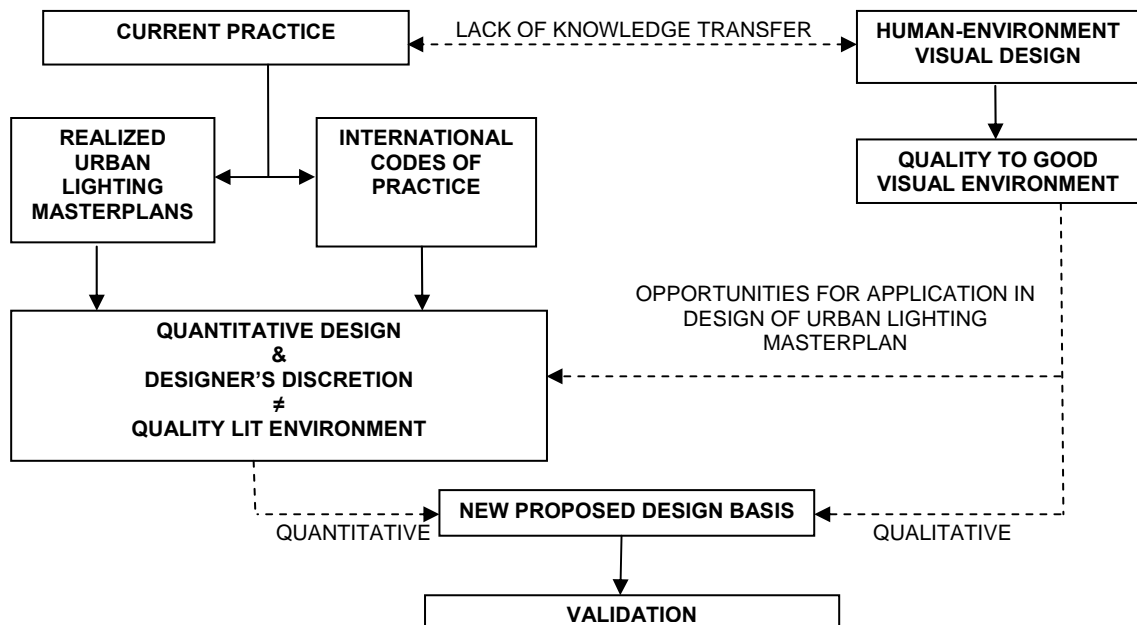 CURRENT PRACTICE
LACK OF KNOWLEDGE TRANSFER
HUMAN-ENVIRONMENT
VISUAL DESIGN
REALIZED
URBAN
LIGHTING
MASTERPLANS
INTERNATIONAL
CODES OF
PRACTICE
QUALITY TO GOOD
VISUAL ENVIRONMENT
OPPORTUNITIES FOR APPLICATION IN
DESIGN OF URBAN LIGHTING
MASTERPLAN
QUANTITATIVE DESIGN
&
DESIGNER’S DISCRETION
≠
QUALITY LIT ENVIRONMENT
NEW PROPOSED DESIGN BASIS
QUANTITATIVE
QUALITATIVE
VALIDATION